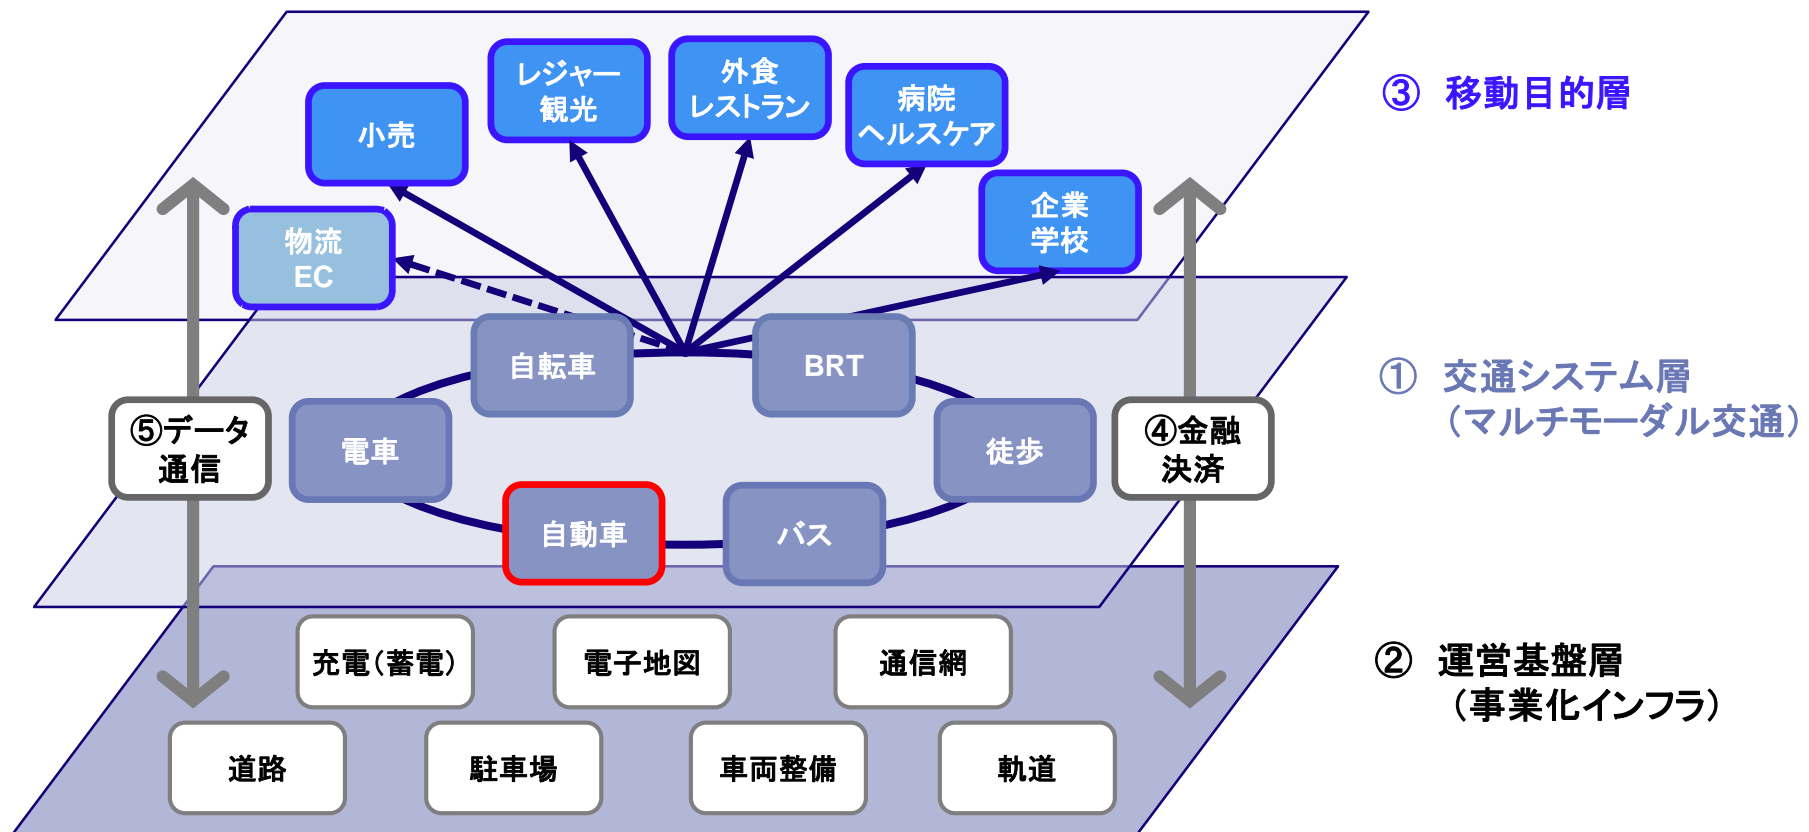 レジャー
観光
外食
レストラン
病院
ヘルスケア
小売
企業
学校
物流
EC
③ 移動目的層
自転車
BRT
電車
徒歩
自動車
バス
① 交通システム層
（マルチモーダル交通）
⑤データ
通信
④金融
決済
充電（蓄電）
電子地図
通信網
道路
駐車場
車両整備
軌道
② 運営基盤層
（事業化インフラ）